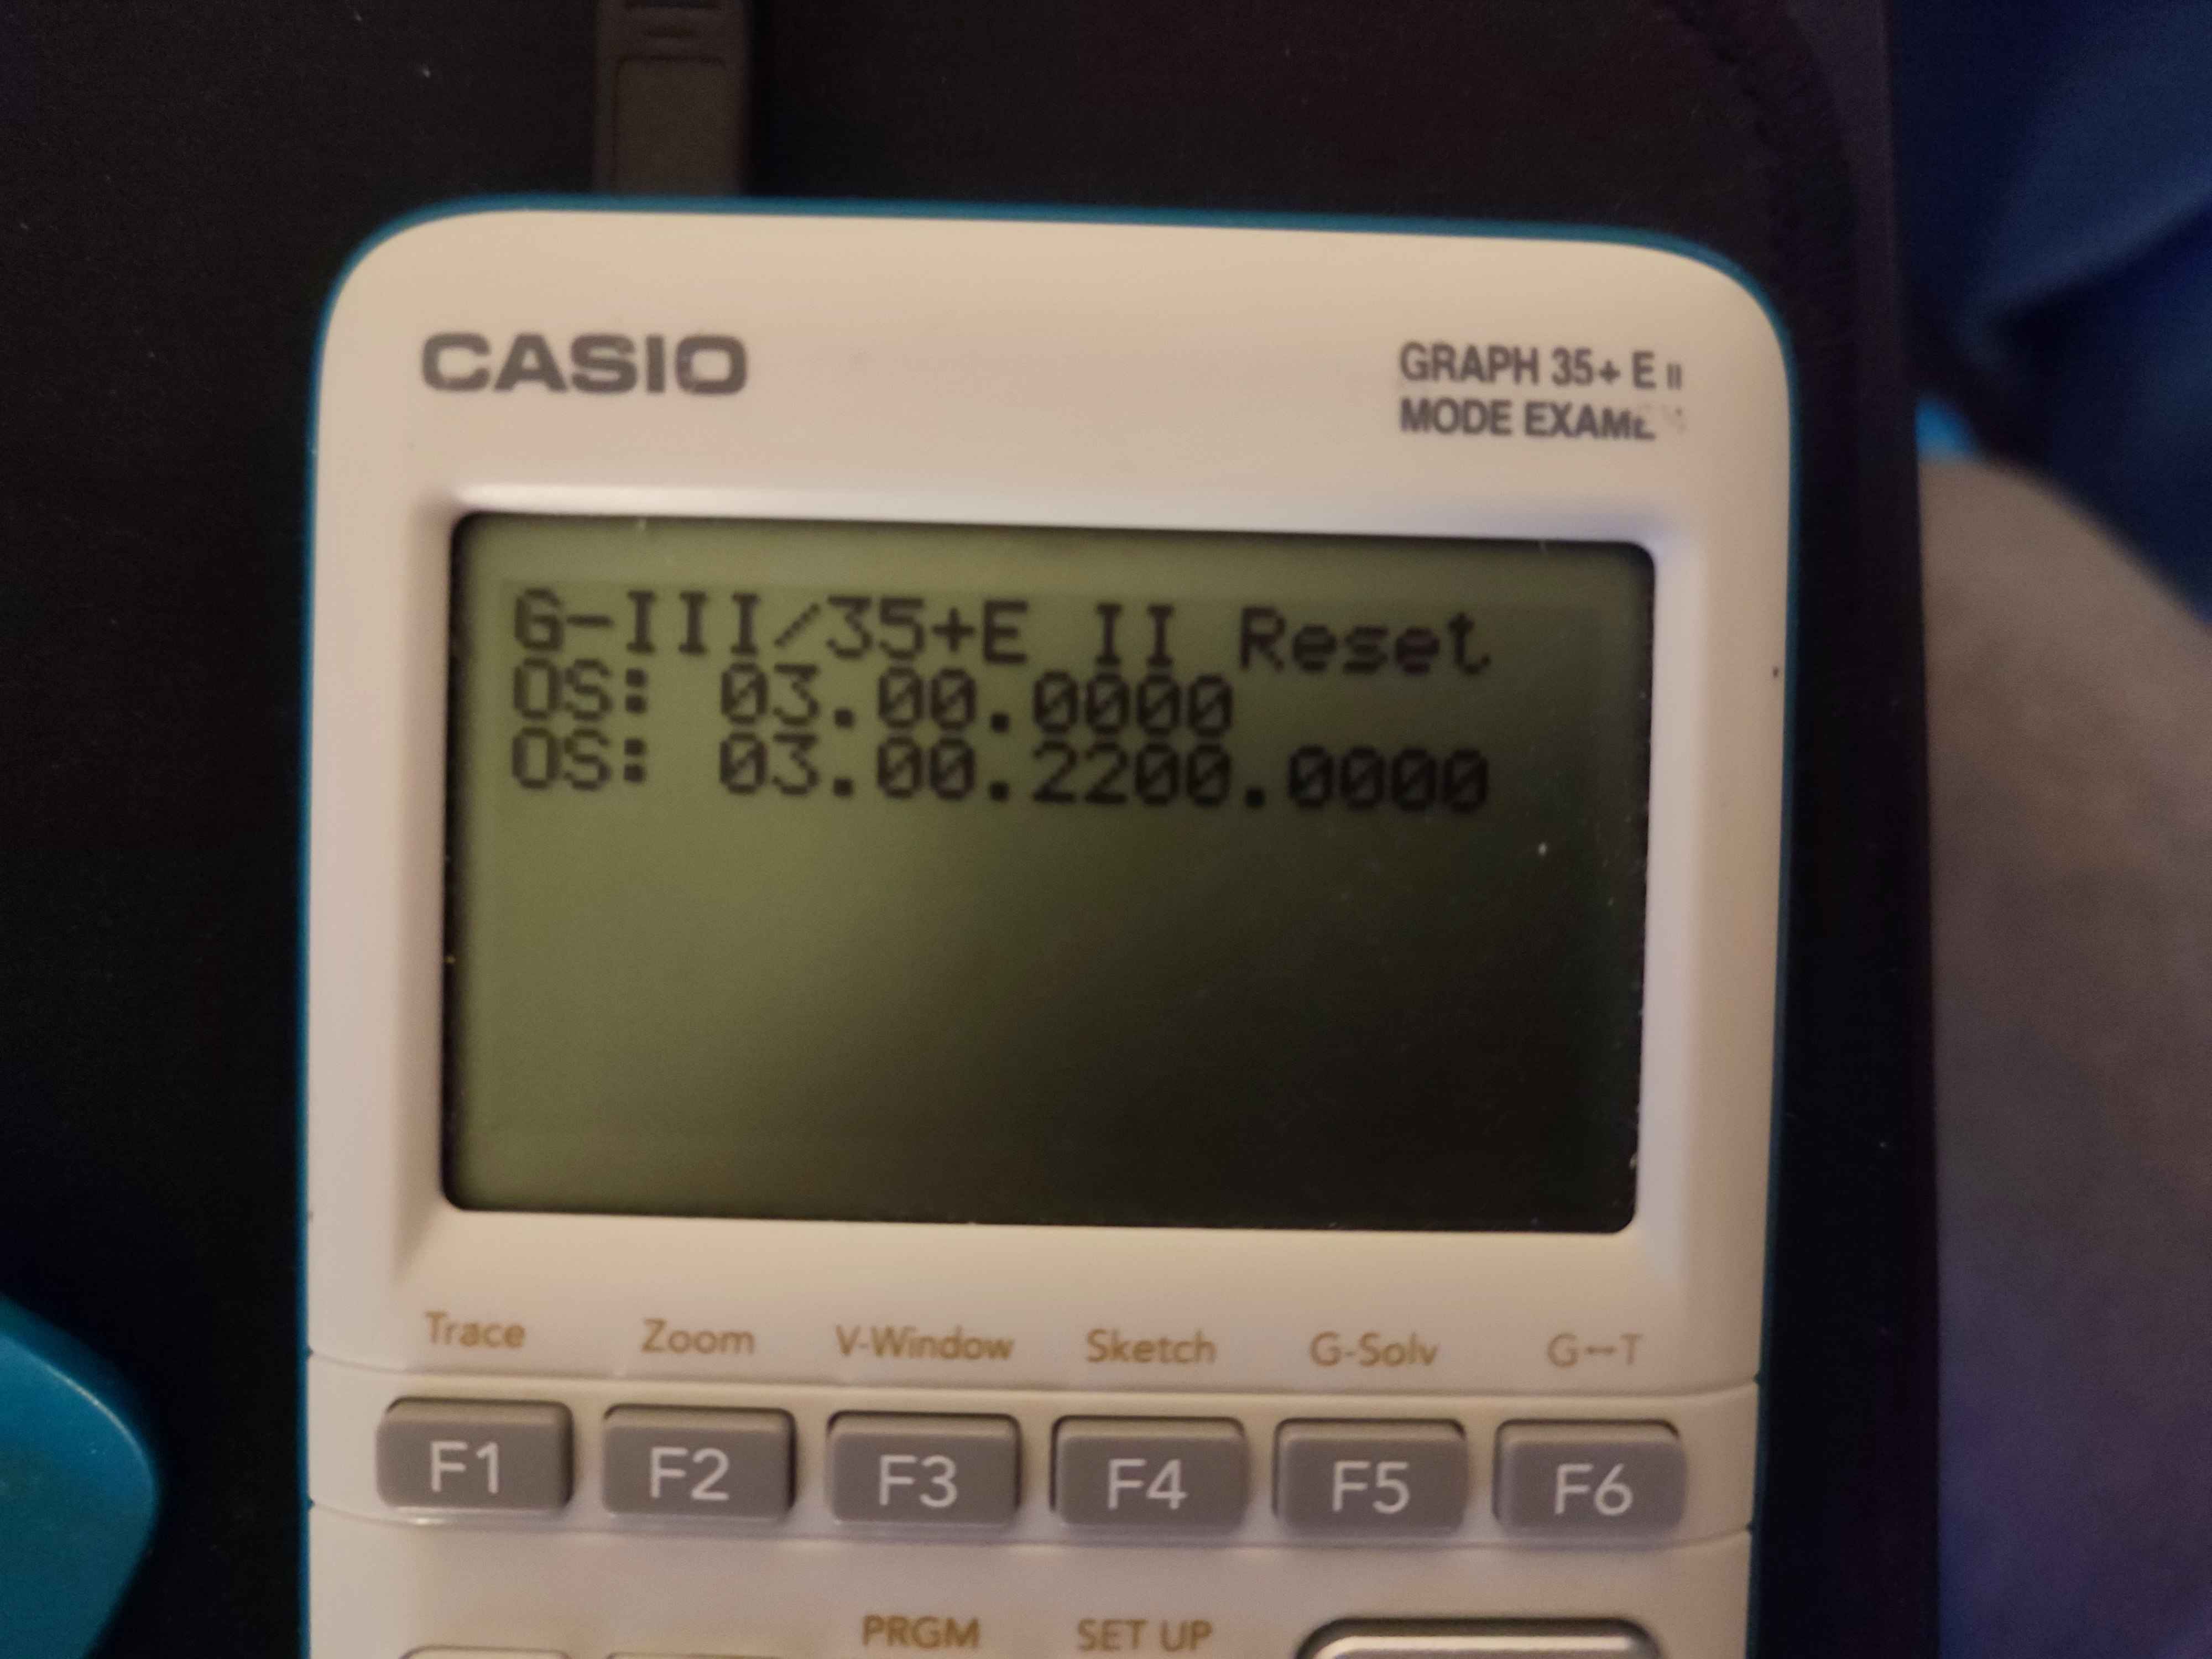 CASIO
GRAPH 35+ E II
MODE EXAME
G-III/35+E II Reset
OS: 03.00.0000
OS: 03.00.2200.0000
Trace Zoom V-Window Sketch G-Solv G↔T
F1 F2 F3 F4 F5 F6
PRGM SET UP